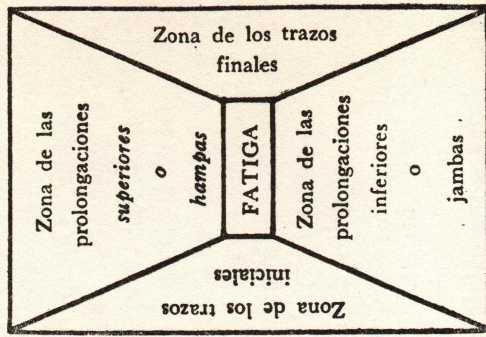 Zona de los trazos
finales
Zona de las
prolongaciones
superiores
o
hampas
FATIGA
Zona de las
prolongaciones
inferiores
o
jambas
Zona de los trazos
iniciales